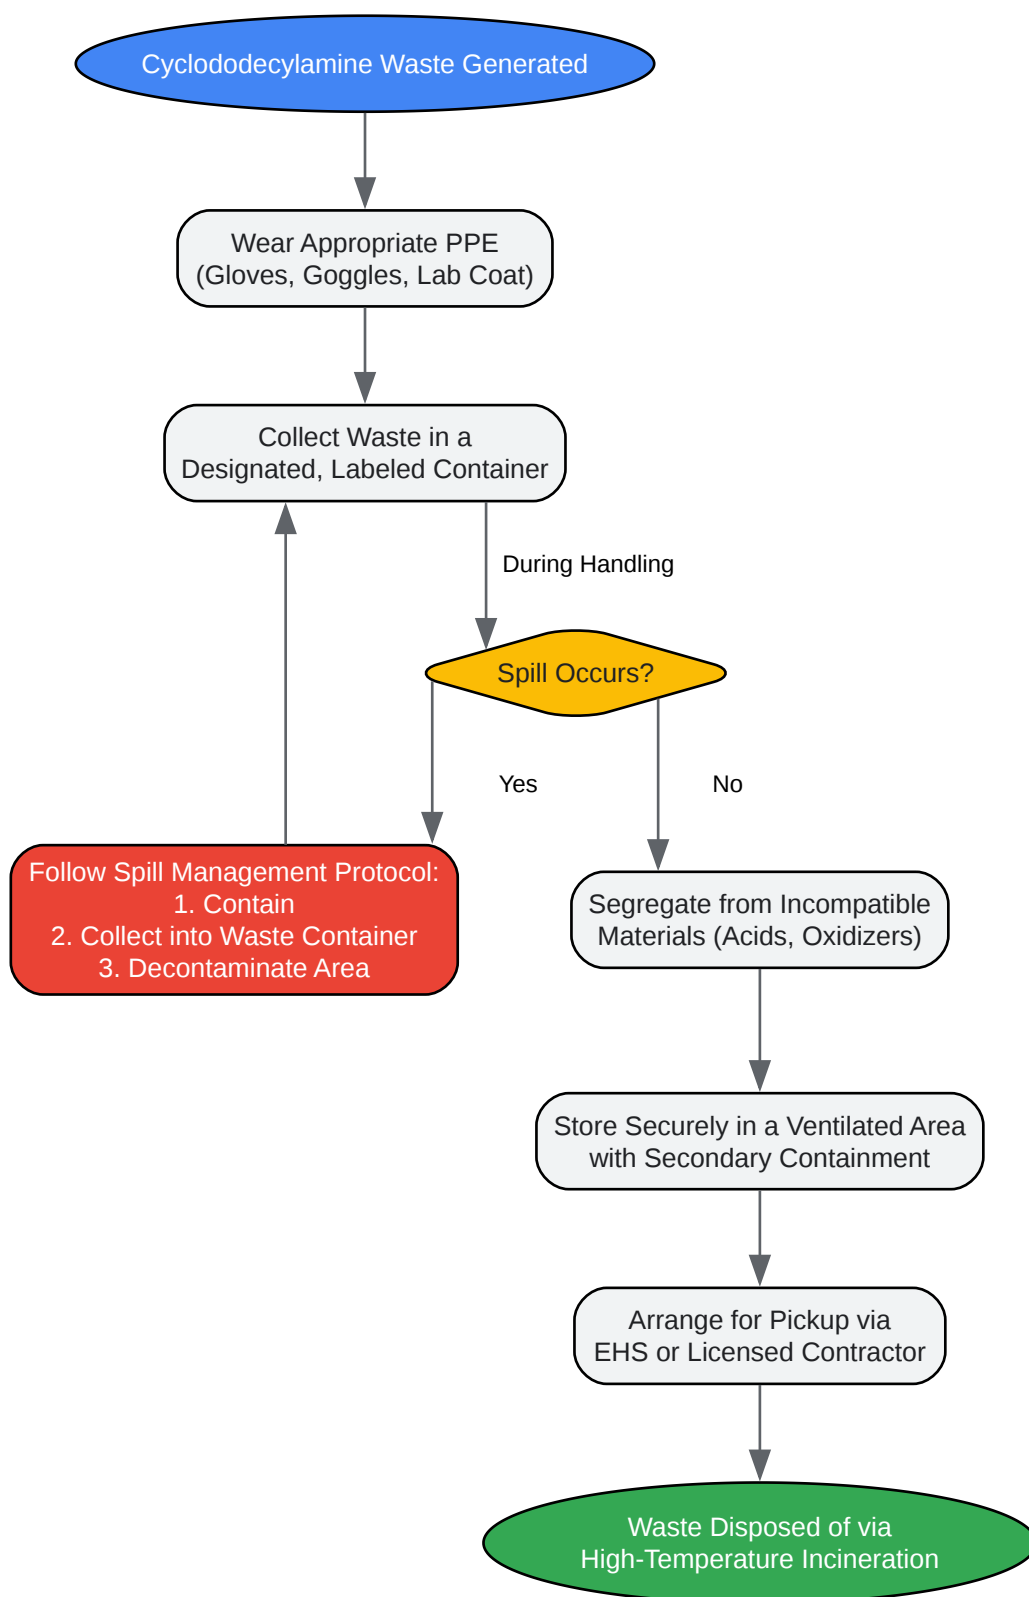 Cyclododecylamine Waste Generated
Wear Appropriate PPE
(Gloves, Goggles, Lab Coat)
Collect Waste in a
Designated, Labeled Container
During Handling
Spill Occurs?
Yes
No
Follow Spill Management Protocol:
1. Contain
2. Collect into Waste Container
3. Decontaminate Area
Segregate from Incompatible
Materials (Acids, Oxidizers)
Store Securely in a Ventilated Area
with Secondary Containment
Arrange for Pickup via
EHS or Licensed Contractor
Waste Disposed of via
High-Temperature Incineration